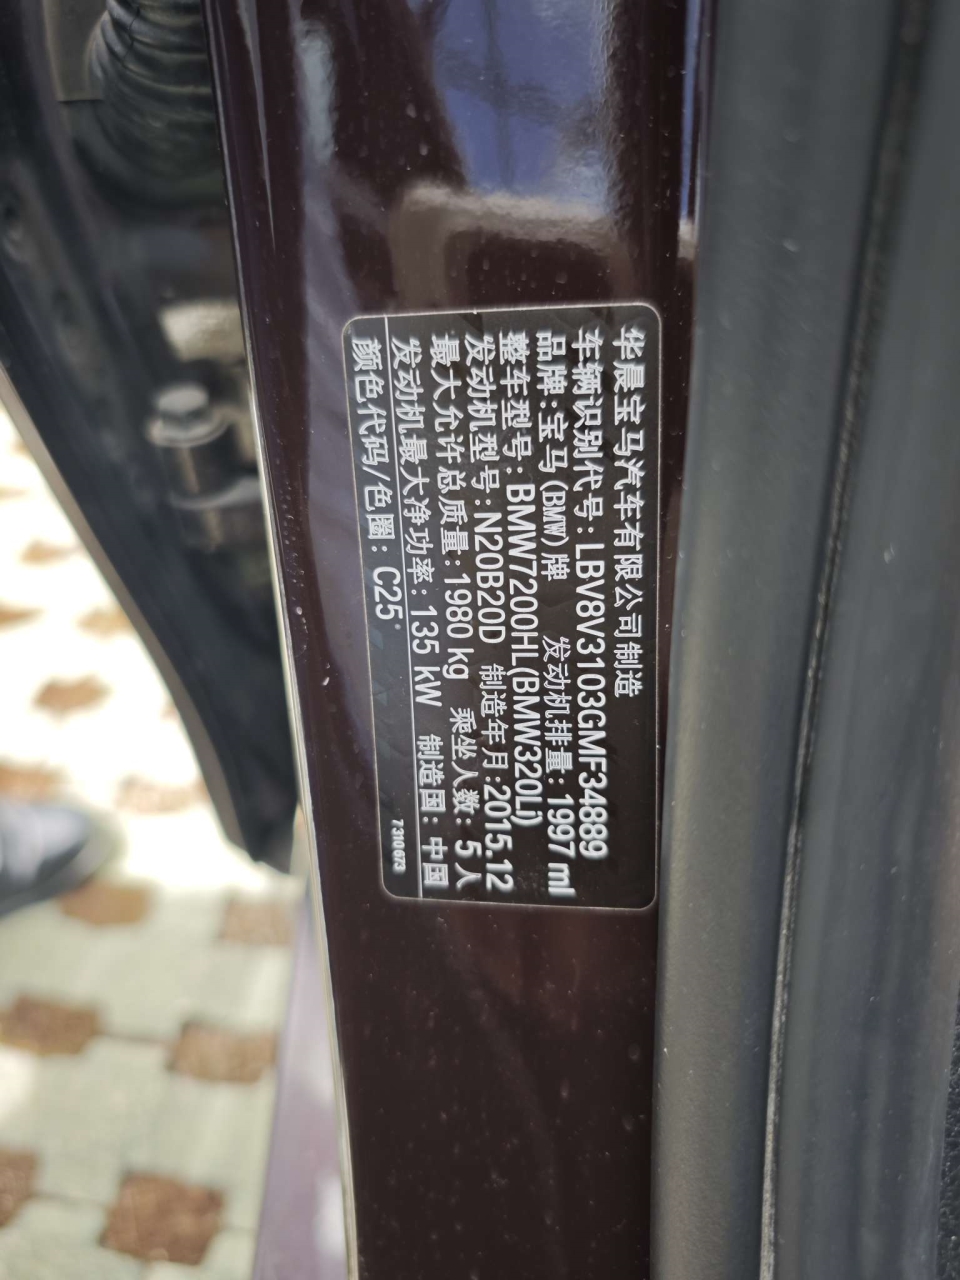 华晨宝马汽车有限公司制造
车辆识别代号：LBV8V3103GMF34889
品牌：宝马(BMW)牌 发动机排量：1997 ml
整车型号：BMW7200HL(BMW320Li)
发动机型号：N20B20D 制造年月：2015.12
最大允许总质量：1980 kg 乘坐人数：5人
发动机最大净功率：135 kW 制造国：中国
颜色代码/色圈：C25
7 310 673